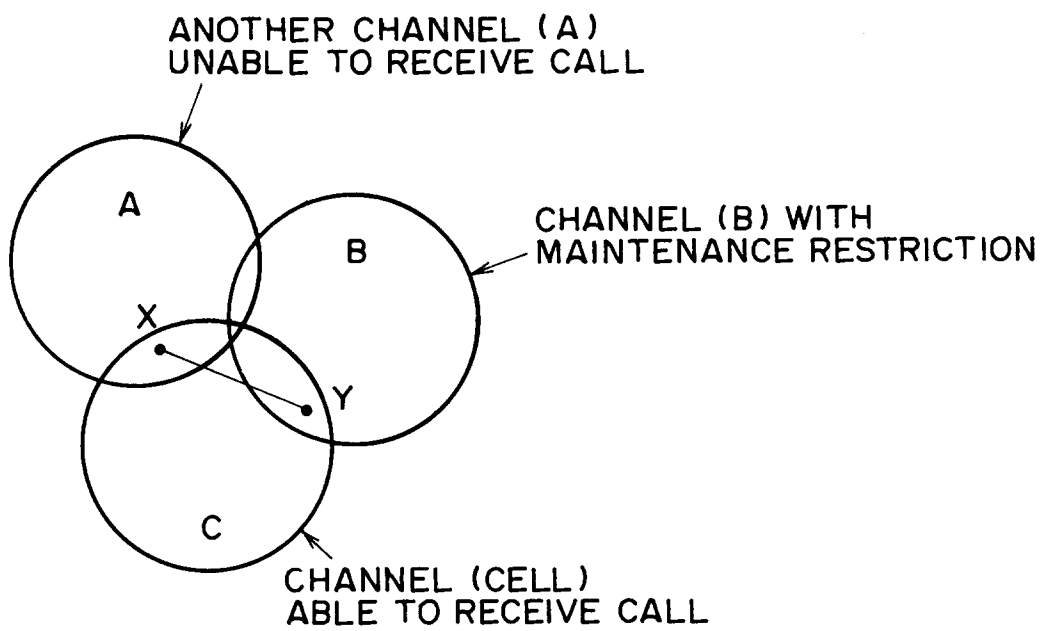 ANOTHER CHANNEL (A)
UNABLE TO RECEIVE CALL
A
B
CHANNEL (B) WITH
MAINTENANCE RESTRICTION
X
Y
C
CHANNEL (CELL)
ABLE TO RECEIVE CALL